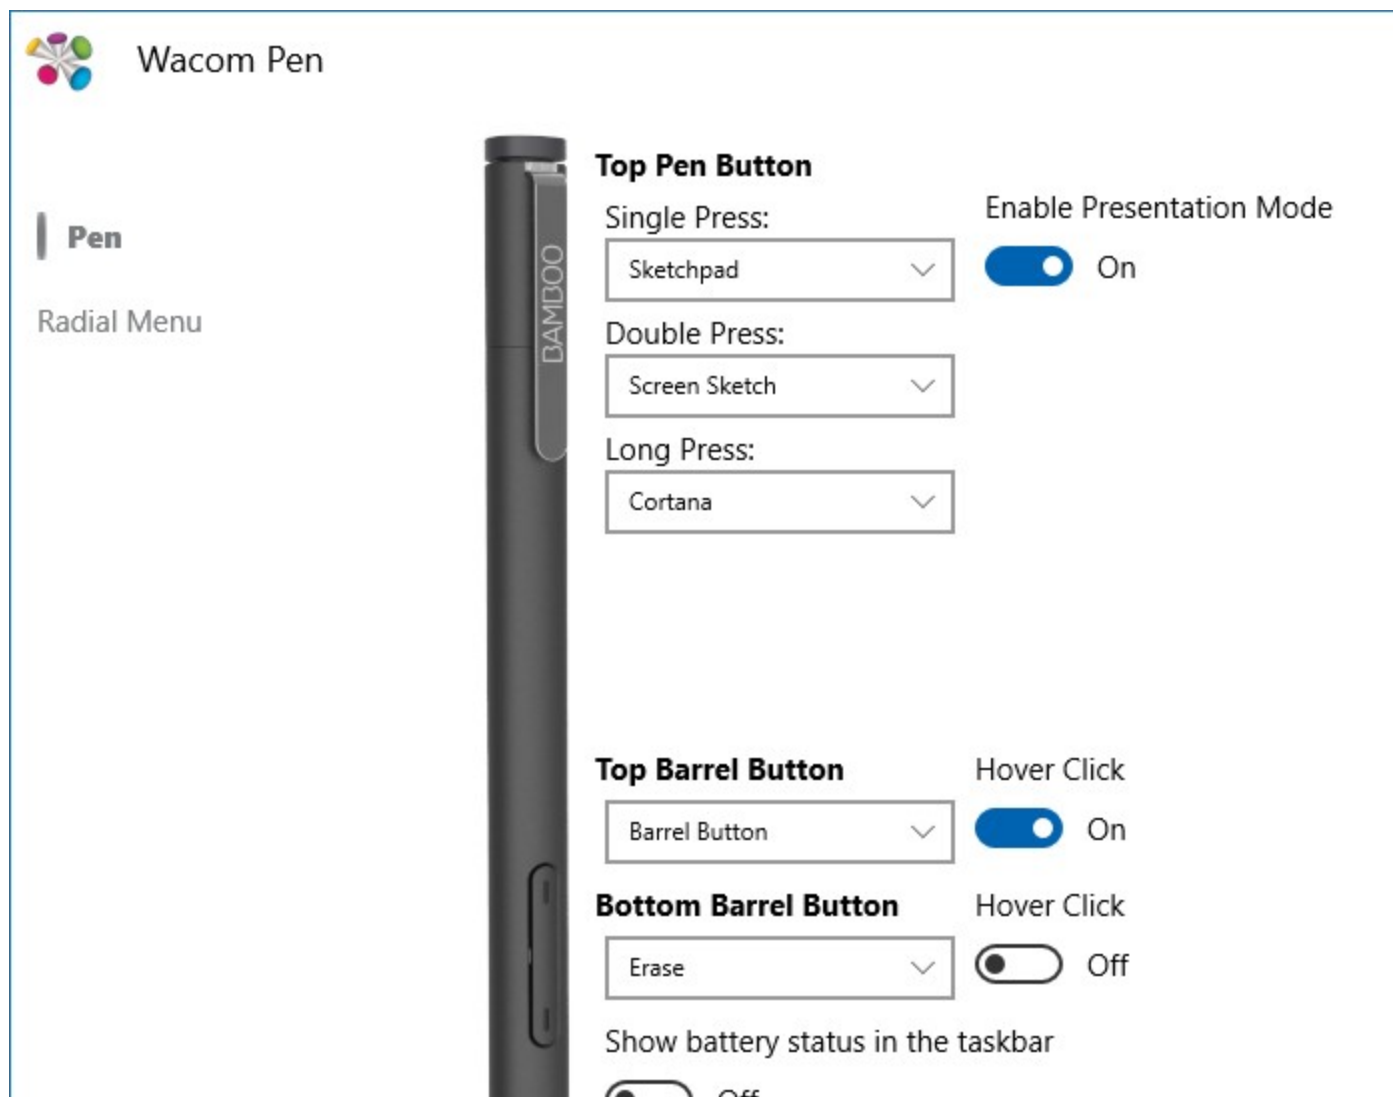 Wacom Pen
Pen
Radial Menu
BAMBOO
Top Pen Button
Single Press:
Sketchpad
Enable Presentation Mode
On
Double Press:
Screen Sketch
Long Press:
Cortana
Top Barrel Button
Hover Click
Barrel Button
On
Bottom Barrel Button
Hover Click
Erase
Off
Show battery status in the taskbar
Off